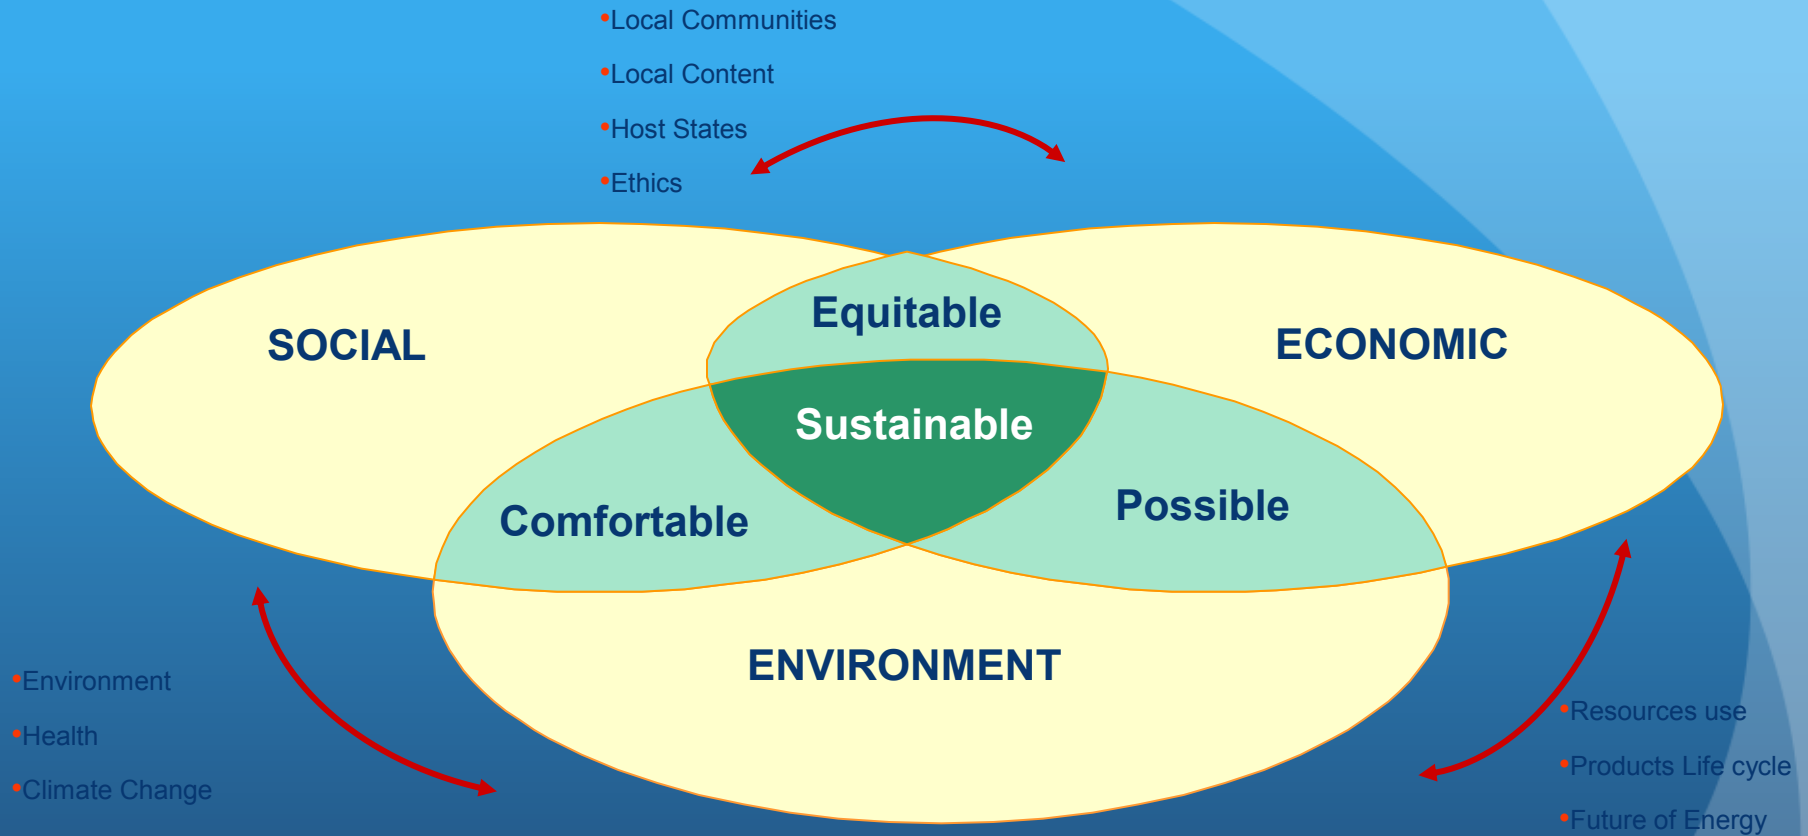 •Local Communities
•Local Content
•Host States
•Ethics
Equitable
SOCIAL
ECONOMIC
Sustainable
Comfortable
Possible
ENVIRONMENT
•Environment
•Health
•Climate Change
•Resources use
•Products Life cycle
•Future of Energy